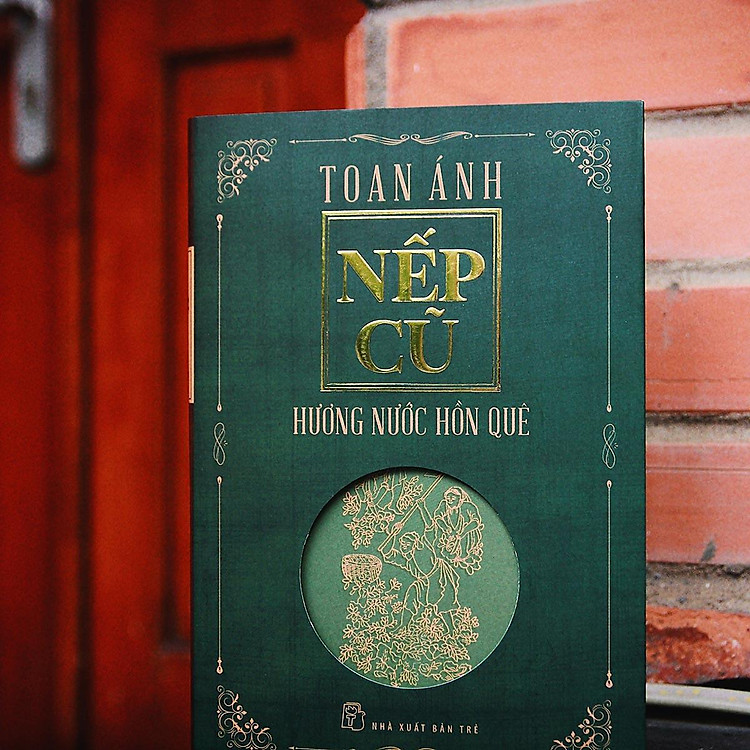 TOAN ÁNH
NẾP
CŨ
HƯƠNG NƯỚC HỒN QUÊ
NHÀ XUẤT BẢN TRẺ